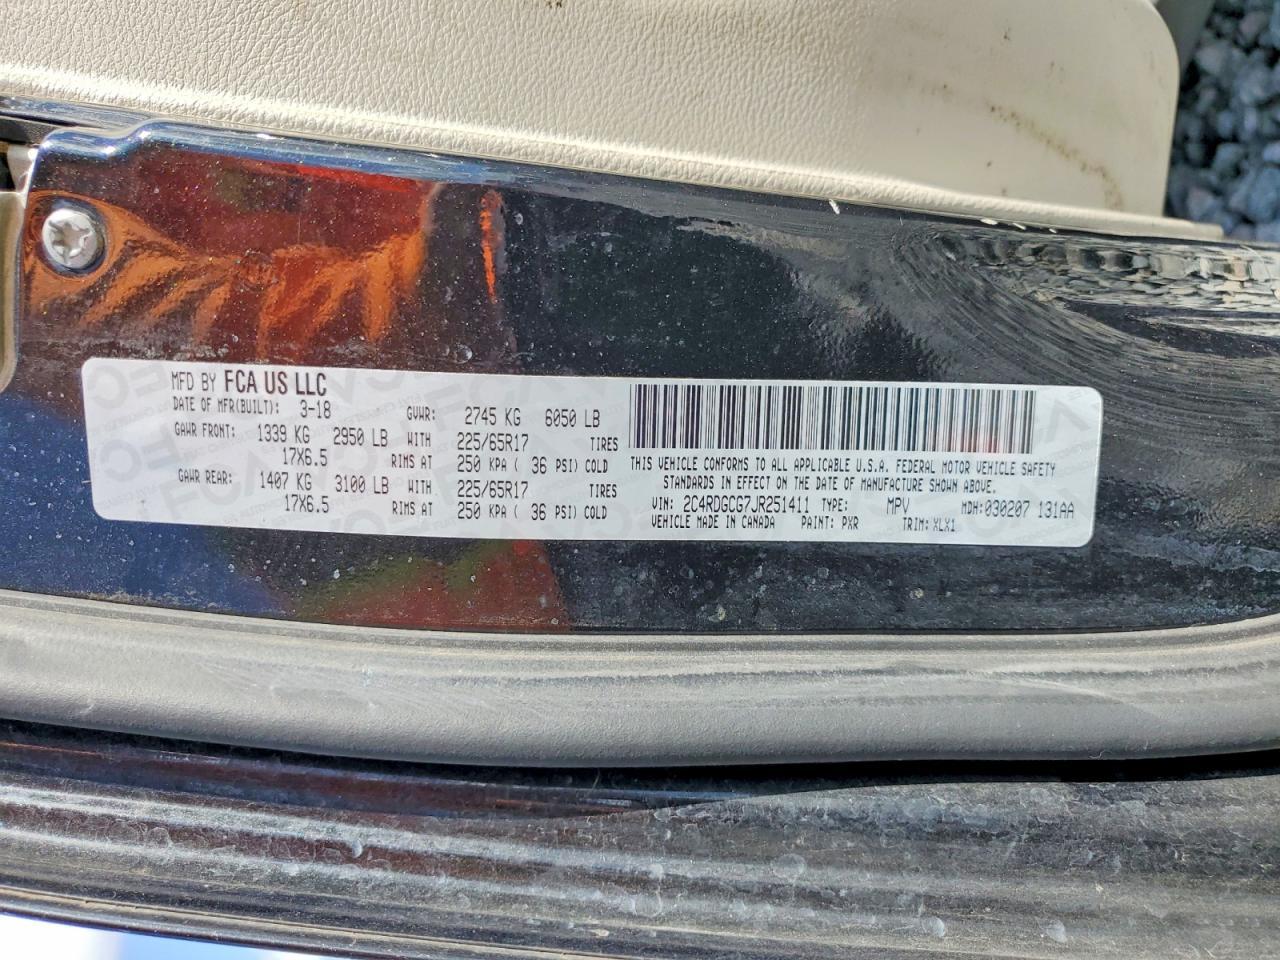 MFD BY FCA US LLC
DATE OF MFR(BUILT): 3-18 GVWR: 2745 KG 6050 LB
GAWR FRONT: 1339 KG 2950 LB WITH 225/65R17 TIRES
17X6.5 RIMS AT 250 KPA ( 36 PSI) COLD
GAWR REAR: 1407 KG 3100 LB WITH 225/65R17 TIRES
17X6.5 RIMS AT 250 KPA ( 36 PSI) COLD
THIS VEHICLE CONFORMS TO ALL APPLICABLE U.S.A. FEDERAL MOTOR VEHICLE SAFETY
STANDARDS IN EFFECT ON THE DATE OF MANUFACTURE SHOWN ABOVE.
VIN: 2C4RDGCG7JR251411 TYPE: MPV MDH:030207 131AA
VEHICLE MADE IN CANADA PAINT: PXR TRIM:XLX1